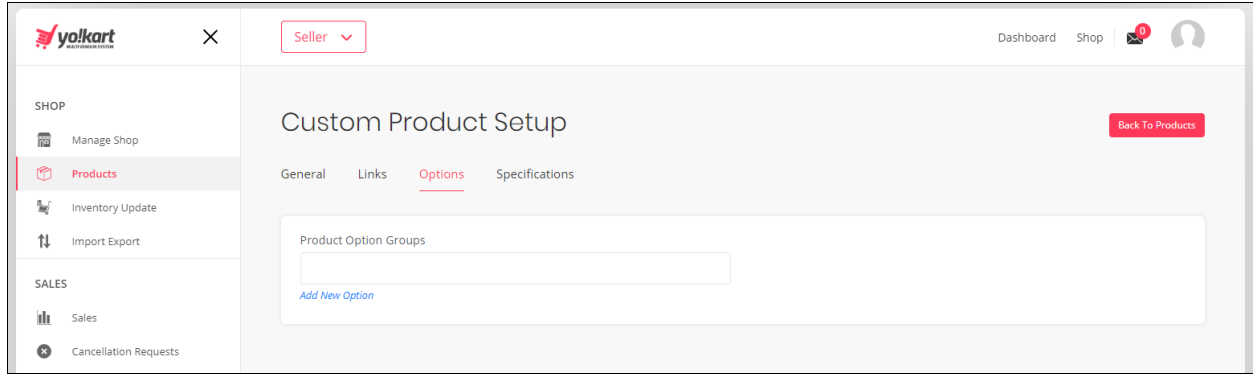 yo!kart
MULTIVENDOR SYSTEM
Seller
Dashboard Shop 0
SHOP
Manage Shop
Products
Inventory Update
Import Export
SALES
Sales
Cancellation Requests
Custom Product Setup
Back To Products
General Links Options Specifications
Product Option Groups
Add New Option